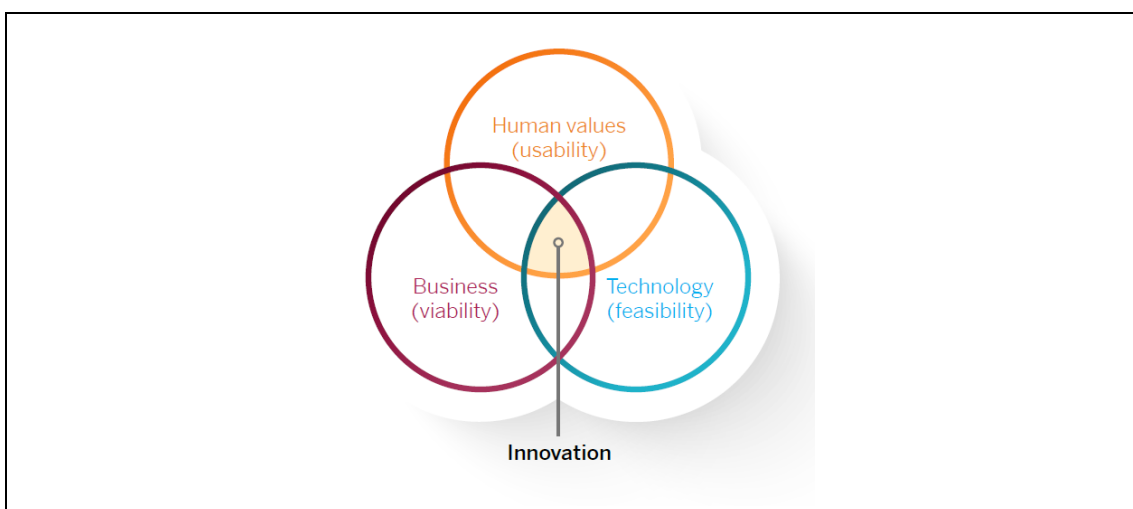 Human values
(usability)
Business
(viability)
Technology
(feasibility)
Innovation